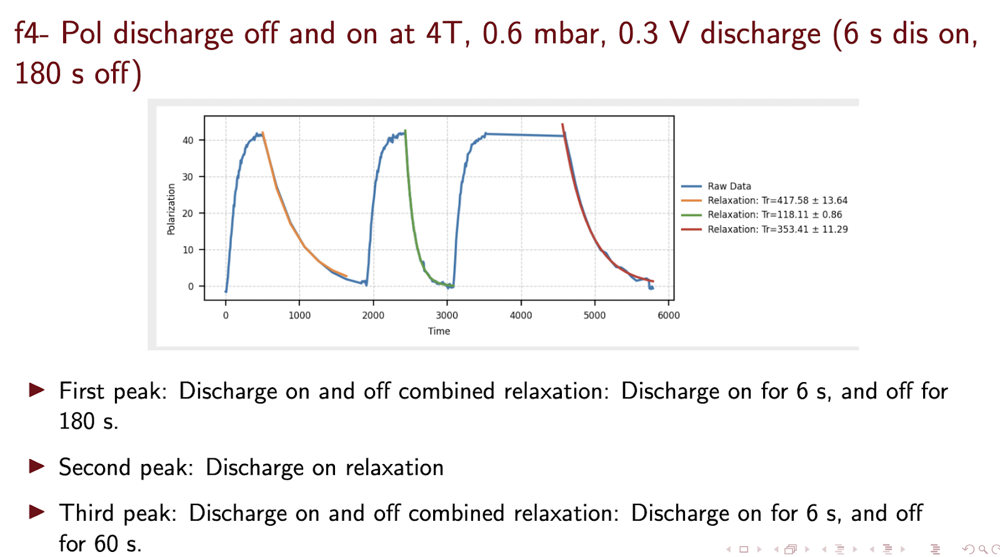 f4- Pol discharge off and on at 4T, 0.6 mbar, 0.3 V discharge (6 s dis on,
180 s off)
Polarization
40
30
20
10
0
0 1000 2000 3000 4000 5000 6000
Time
Raw Data
Relaxation: Tr=417.58 ± 13.64
Relaxation: Tr=118.11 ± 0.86
Relaxation: Tr=353.41 ± 11.29
First peak: Discharge on and off combined relaxation: Discharge on for 6 s, and off for
180 s.
Second peak: Discharge on relaxation
Third peak: Discharge on and off combined relaxation: Discharge on for 6 s, and off
for 60 s.